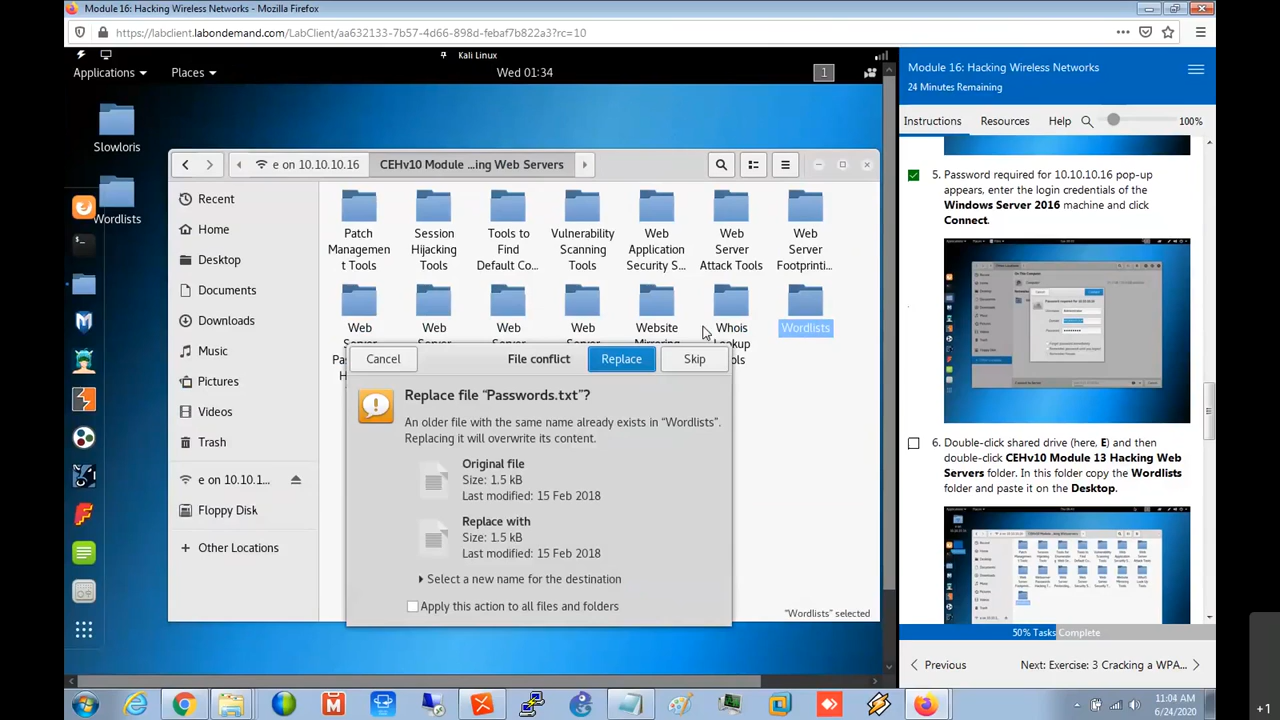 Module 16: Hacking Wireless Networks - Mozilla Firefox
https://labclient.labondemand.com/LabClient/aa632133-7b57-4d66-898d-febaf7b822a3?rc=10
Kali Linux
Applications
Places
Wed 01:34
1
Slowloris
Wordlists
e on 10.10.10.16
CEHv10 Module ...ing Web Servers
Recent
Home
Desktop
Documents
Downloads
Music
Pictures
Videos
Trash
e on 10.10.1...
Floppy Disk
Other Locations
Patch
Managemen
t Tools
Session
Hijacking
Tools
Tools to
Find
Default Co...
Vulnerability
Scanning
Tools
Web
Application
Security S...
Web
Server
Attack Tools
Web
Server
Footprinti...
Web
Web
Web
Web
Website
Whois
Wordlists
Cancel
File conflict
Replace
Skip
Replace file “Passwords.txt”?
An older file with the same name already exists in “Wordlists”.
Replacing it will overwrite its content.
Original file
Size: 1.5 kB
Last modified: 15 Feb 2018
Replace with
Size: 1.5 kB
Last modified: 15 Feb 2018
Select a new name for the destination
Apply this action to all files and folders
“Wordlists” selected
Module 16: Hacking Wireless Networks
24 Minutes Remaining
Instructions
Resources
Help
100%
5. Password required for 10.10.10.16 pop-up
appears, enter the login credentials of the
Windows Server 2016 machine and click
Connect.
6. Double-click shared drive (here, E) and then
double-click CEHv10 Module 13 Hacking Web
Servers folder. In this folder copy the Wordlists
folder and paste it on the Desktop.
50% Tasks Complete
Previous
Next: Exercise: 3 Cracking a WPA...
11:04 AM
6/24/2020
+1